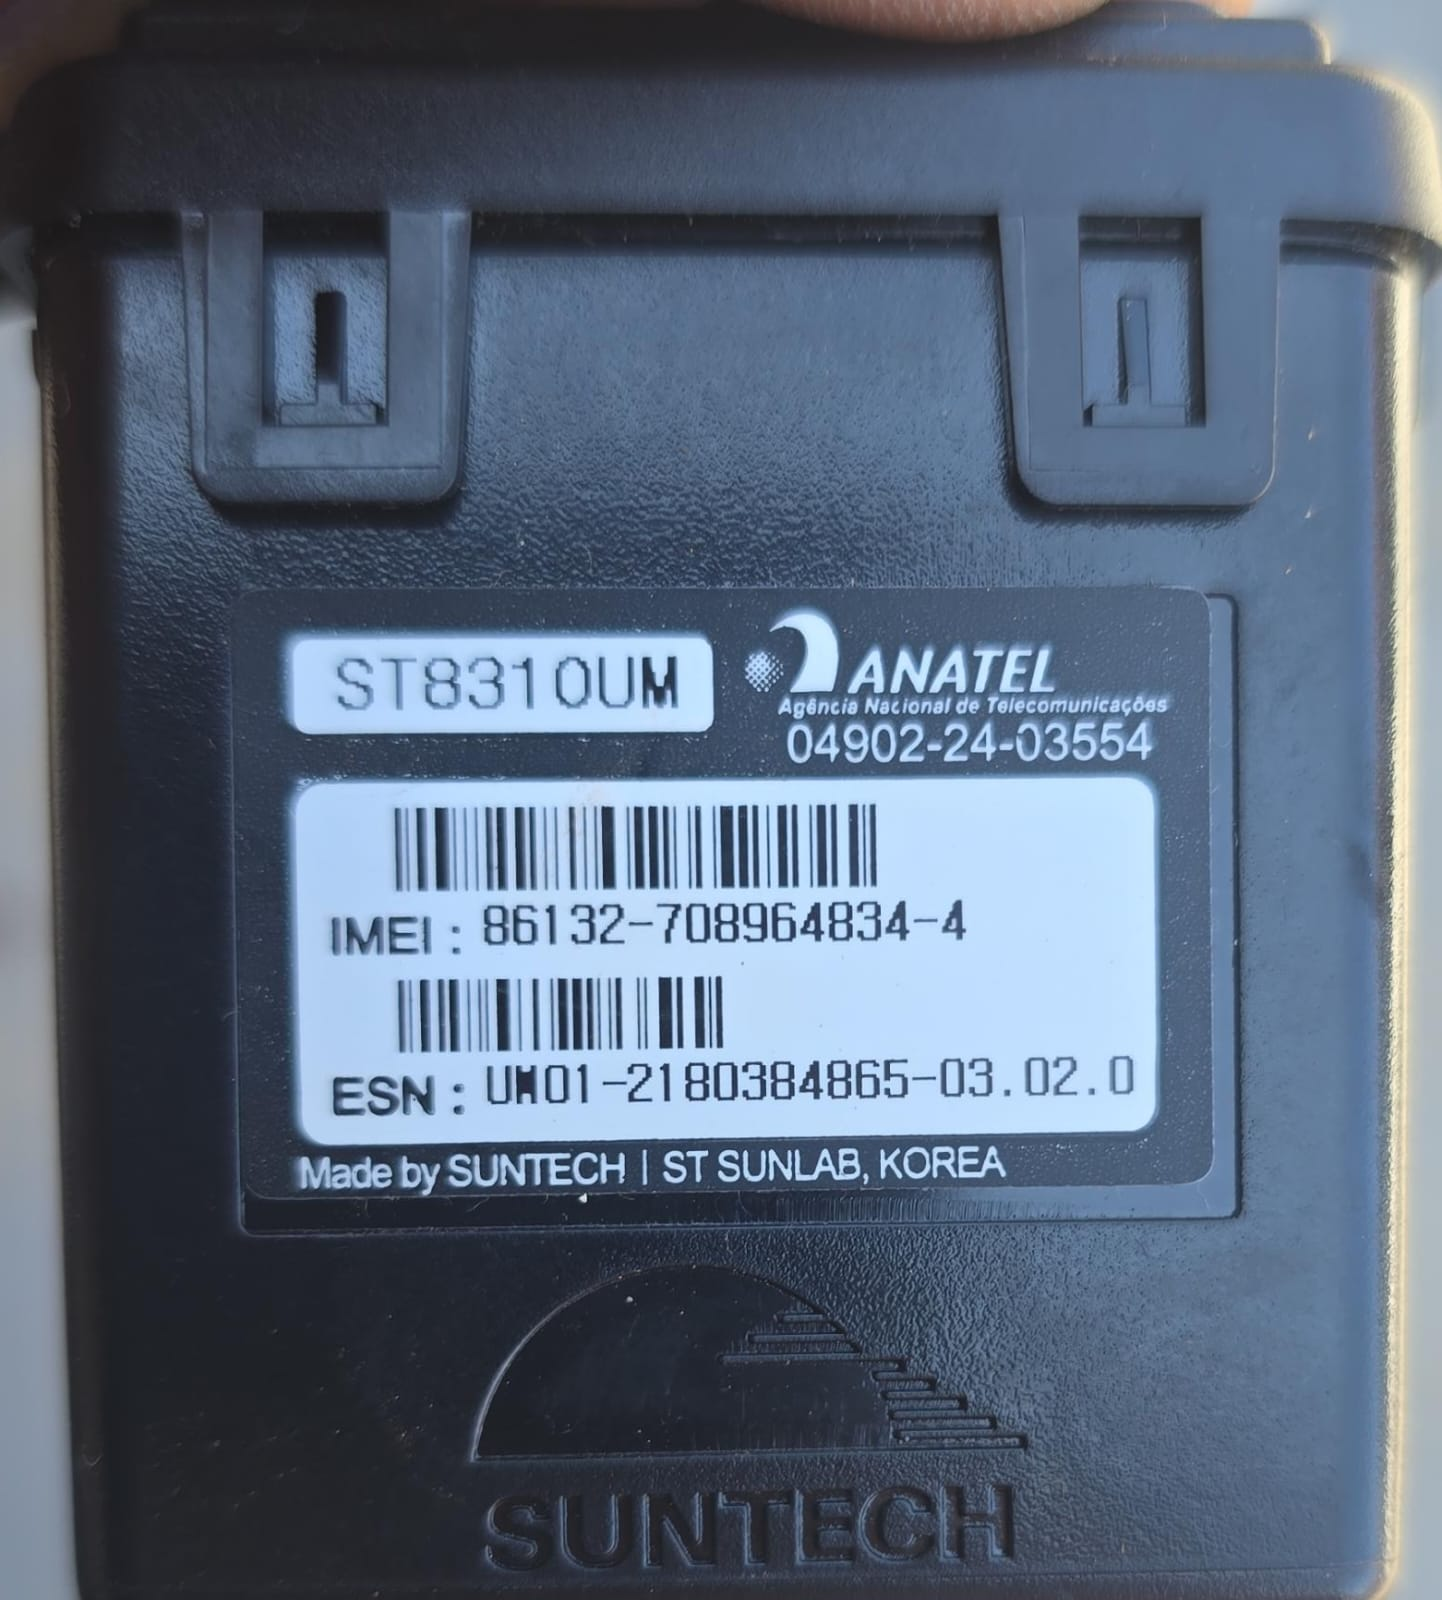 ST8310UM
ANATEL
Agência Nacional de Telecomunicações
04902-24-03554
IMEI : 86132-708964834-4
ESN : UM01-2180384865-03.02.0
Made by SUNTECH | ST SUNLAB, KOREA
SUNTECH